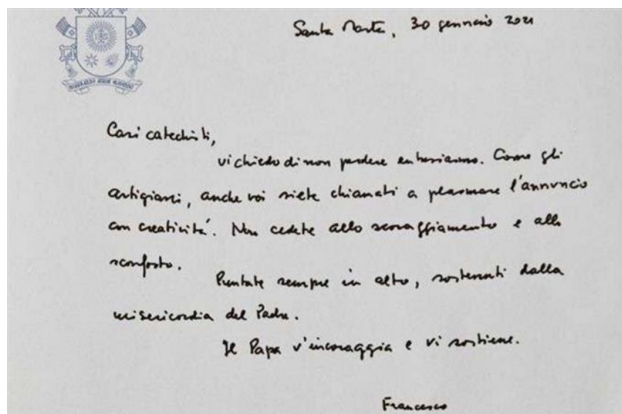 Santa Marta, 30 gennaio 2021
Cari catechisti,
vi chiedo di non perdere entusiasmo. Come gli
artigiani, anche voi siete chiamati a plasmare l'annuncio
con creatività. Non cedete allo scoraggiamento e allo
sconforto.
Puntate sempre in alto, sostenuti dalla
misericordia del Padre.
Il Papa v'incoraggia e vi sostiene.
Francesco